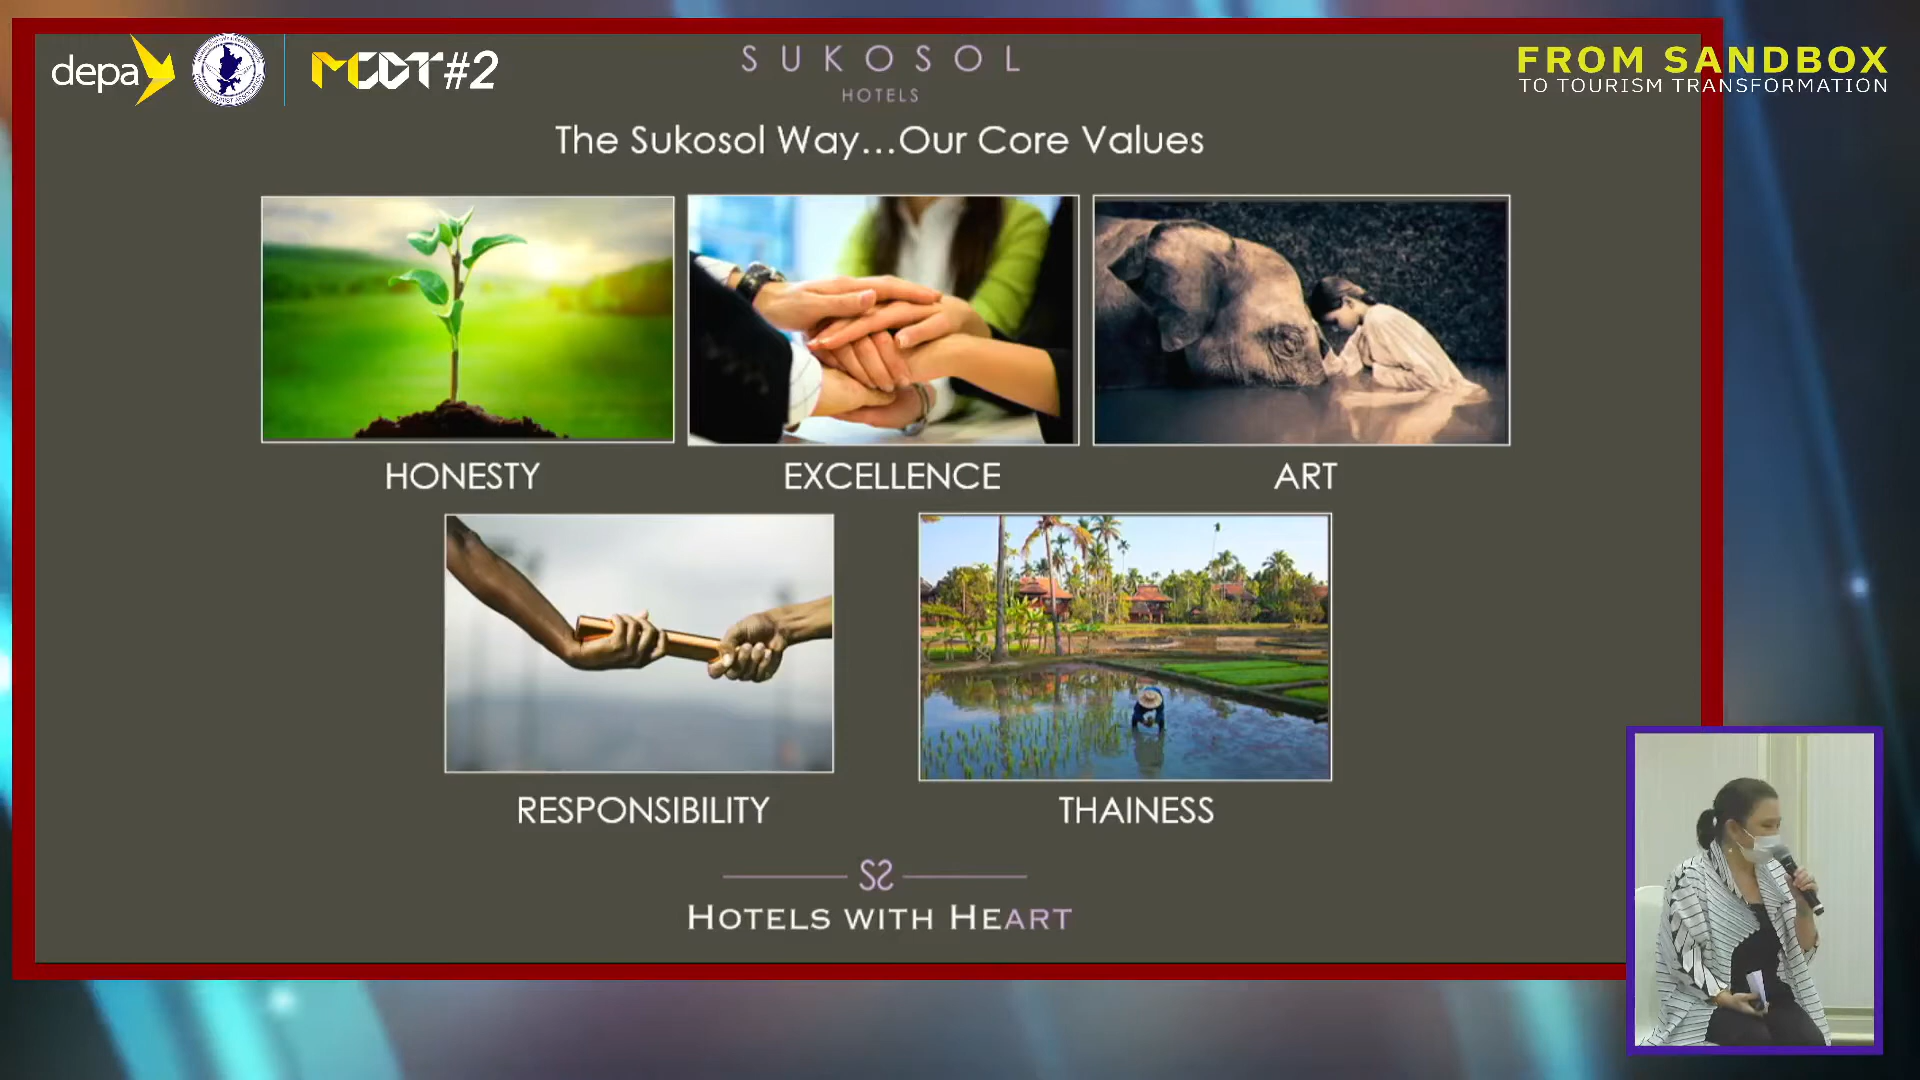 depa
MCDT#2
SUKOSOL
HOTELS
FROM SANDBOX
TO TOURISM TRANSFORMATION
The Sukosol Way...Our Core Values
HONESTY
EXCELLENCE
ART
RESPONSIBILITY
THAINESS
SS
HOTELS WITH HEART